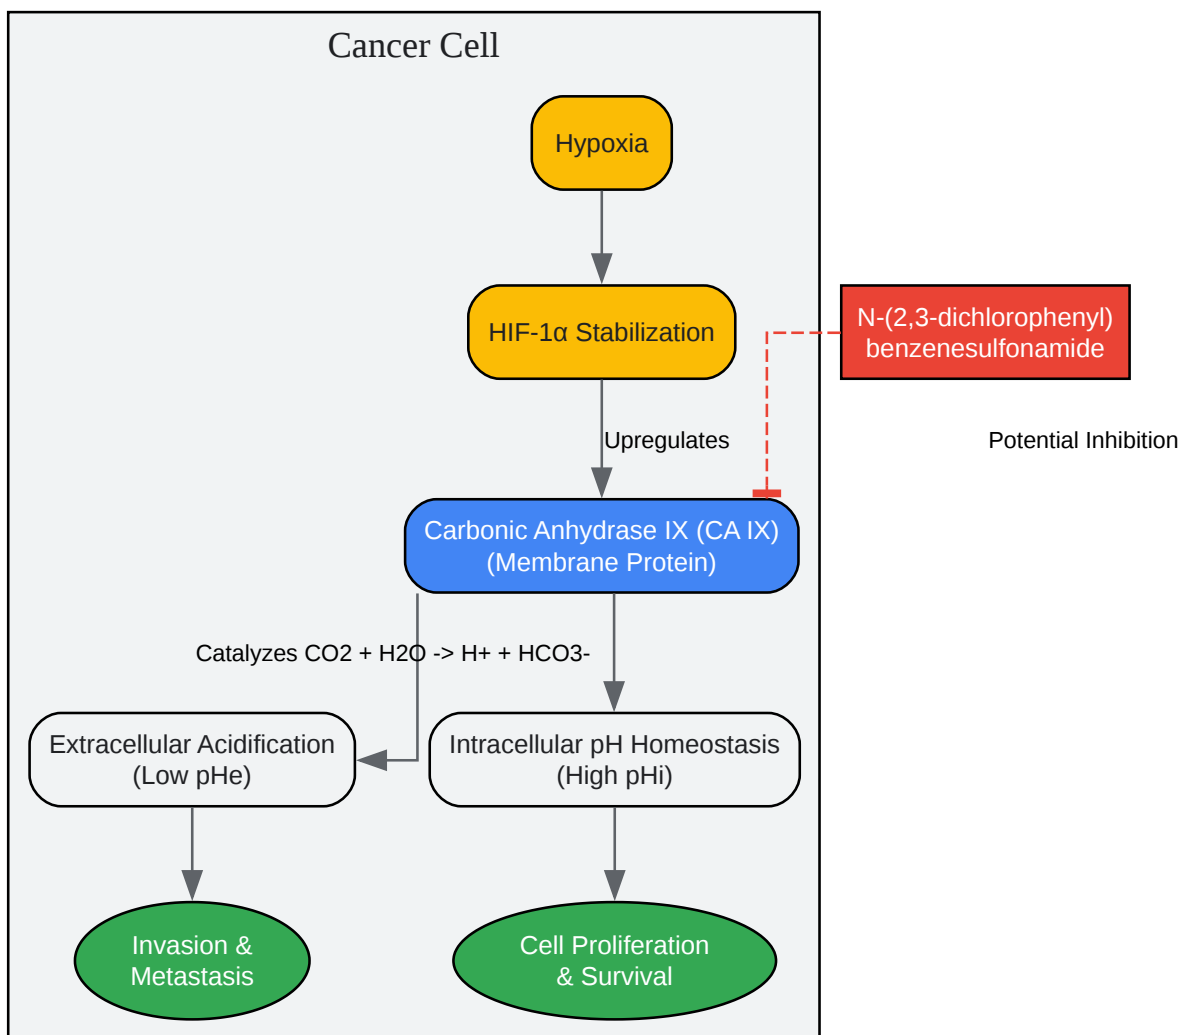 Cancer Cell
Hypoxia
HIF-1α Stabilization
N-(2,3-dichlorophenyl)
benzenesulfonamide
Upregulates
Potential Inhibition
Carbonic Anhydrase IX (CA IX)
(Membrane Protein)
Catalyzes CO2 + H2O -> H+ + HCO3-
Extracellular Acidification
(Low pHe)
Intracellular pH Homeostasis
(High pHi)
Invasion &
Metastasis
Cell Proliferation
& Survival